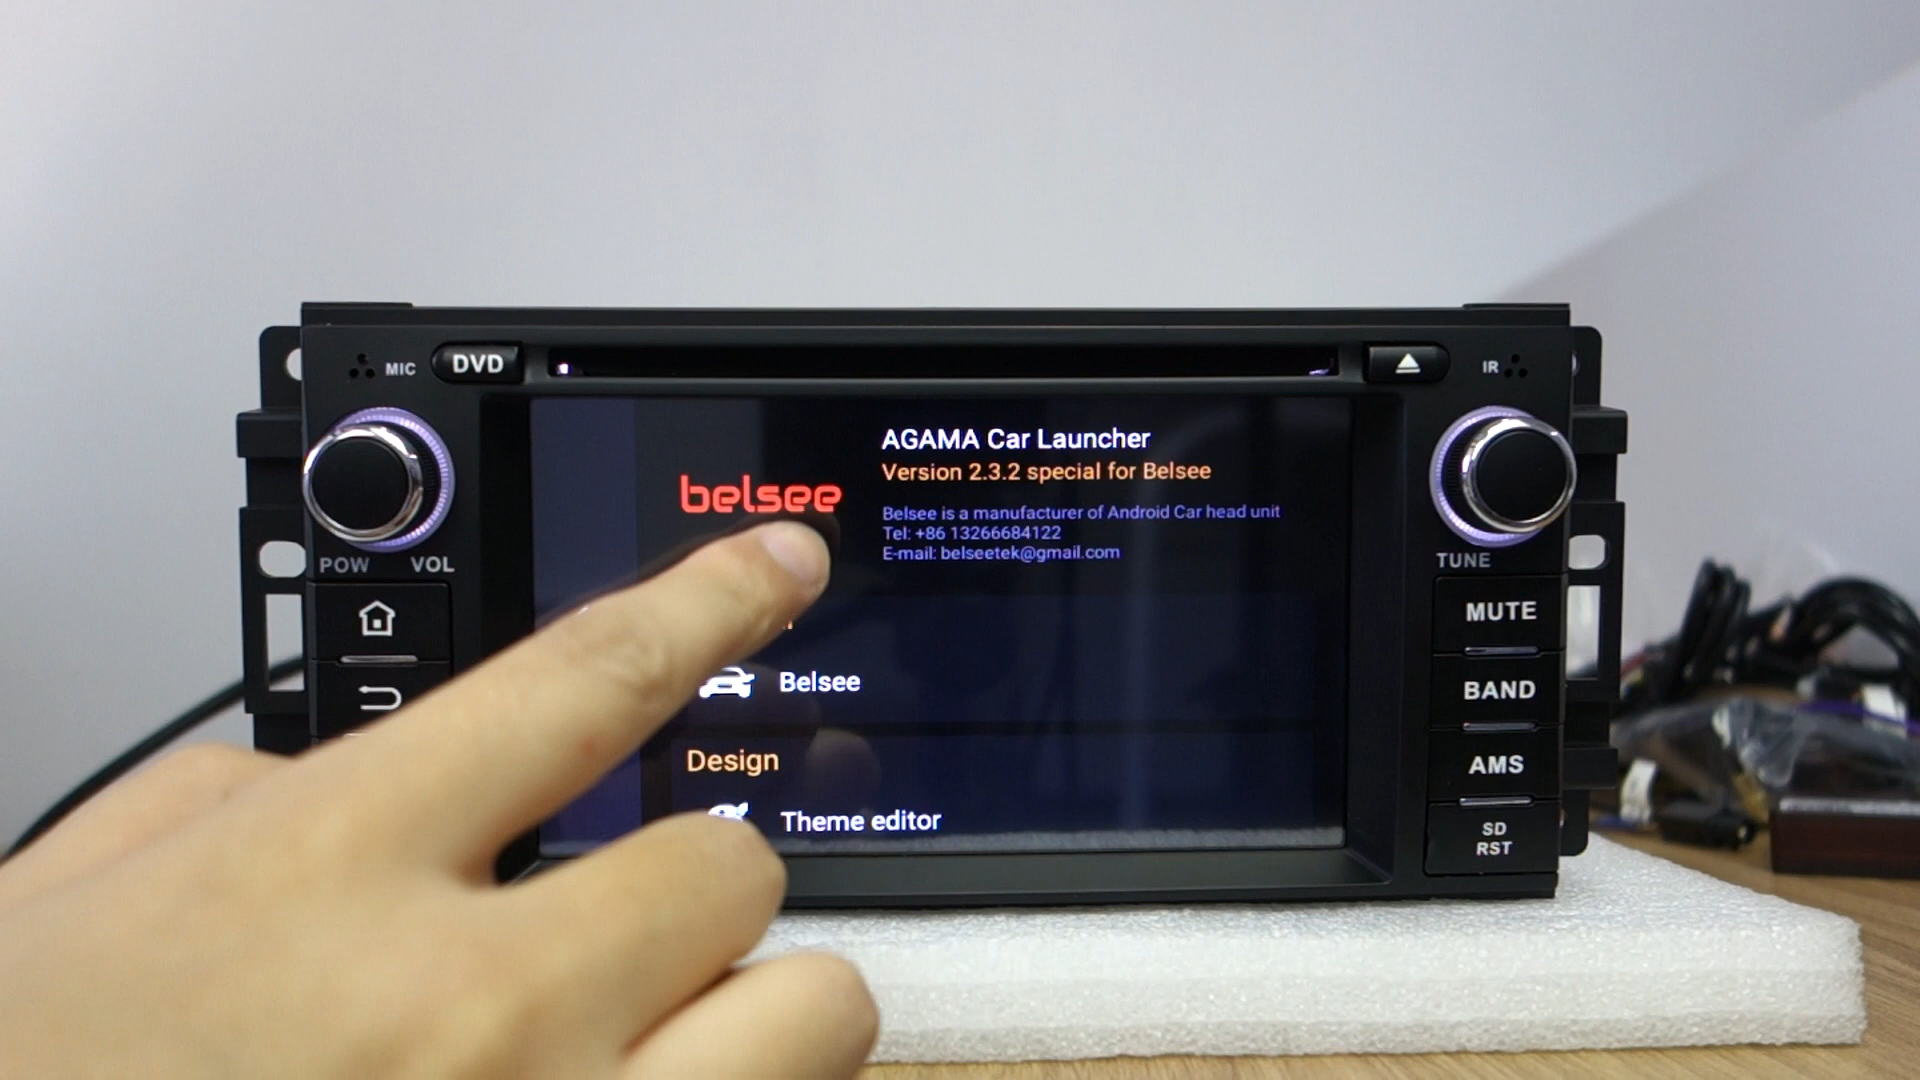 MIC
DVD
IR
POW
VOL
TUNE
MUTE
BAND
AMS
SD
RST
belsee
AGAMA Car Launcher
Version 2.3.2 special for Belsee
Belsee is a manufacturer of Android Car head unit
Tel: +86 13266684122
E-mail: belseetek@gmail.com
Belsee
Design
Theme editor